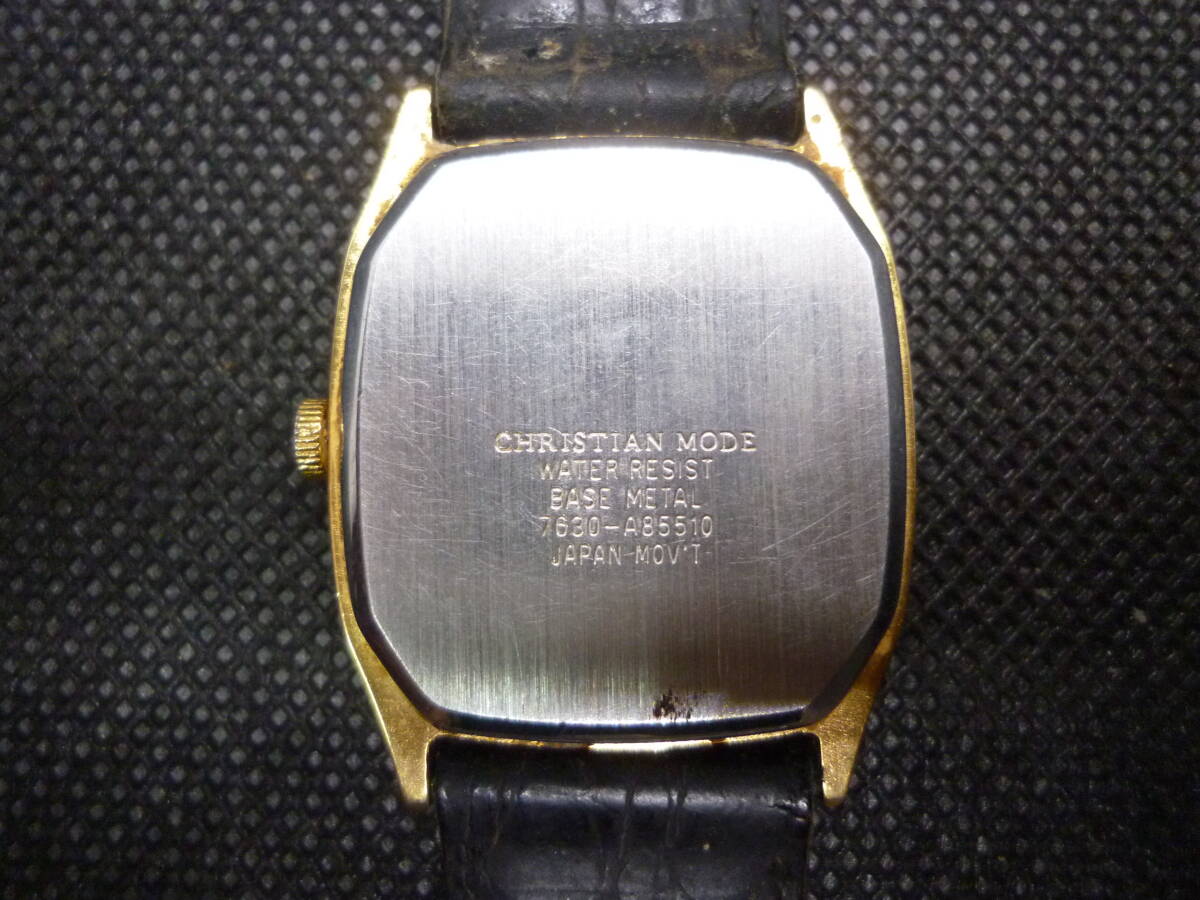 CHRISTIAN MODE
WATER RESIST
BASE METAL
7630-A85510
JAPAN MOV'T